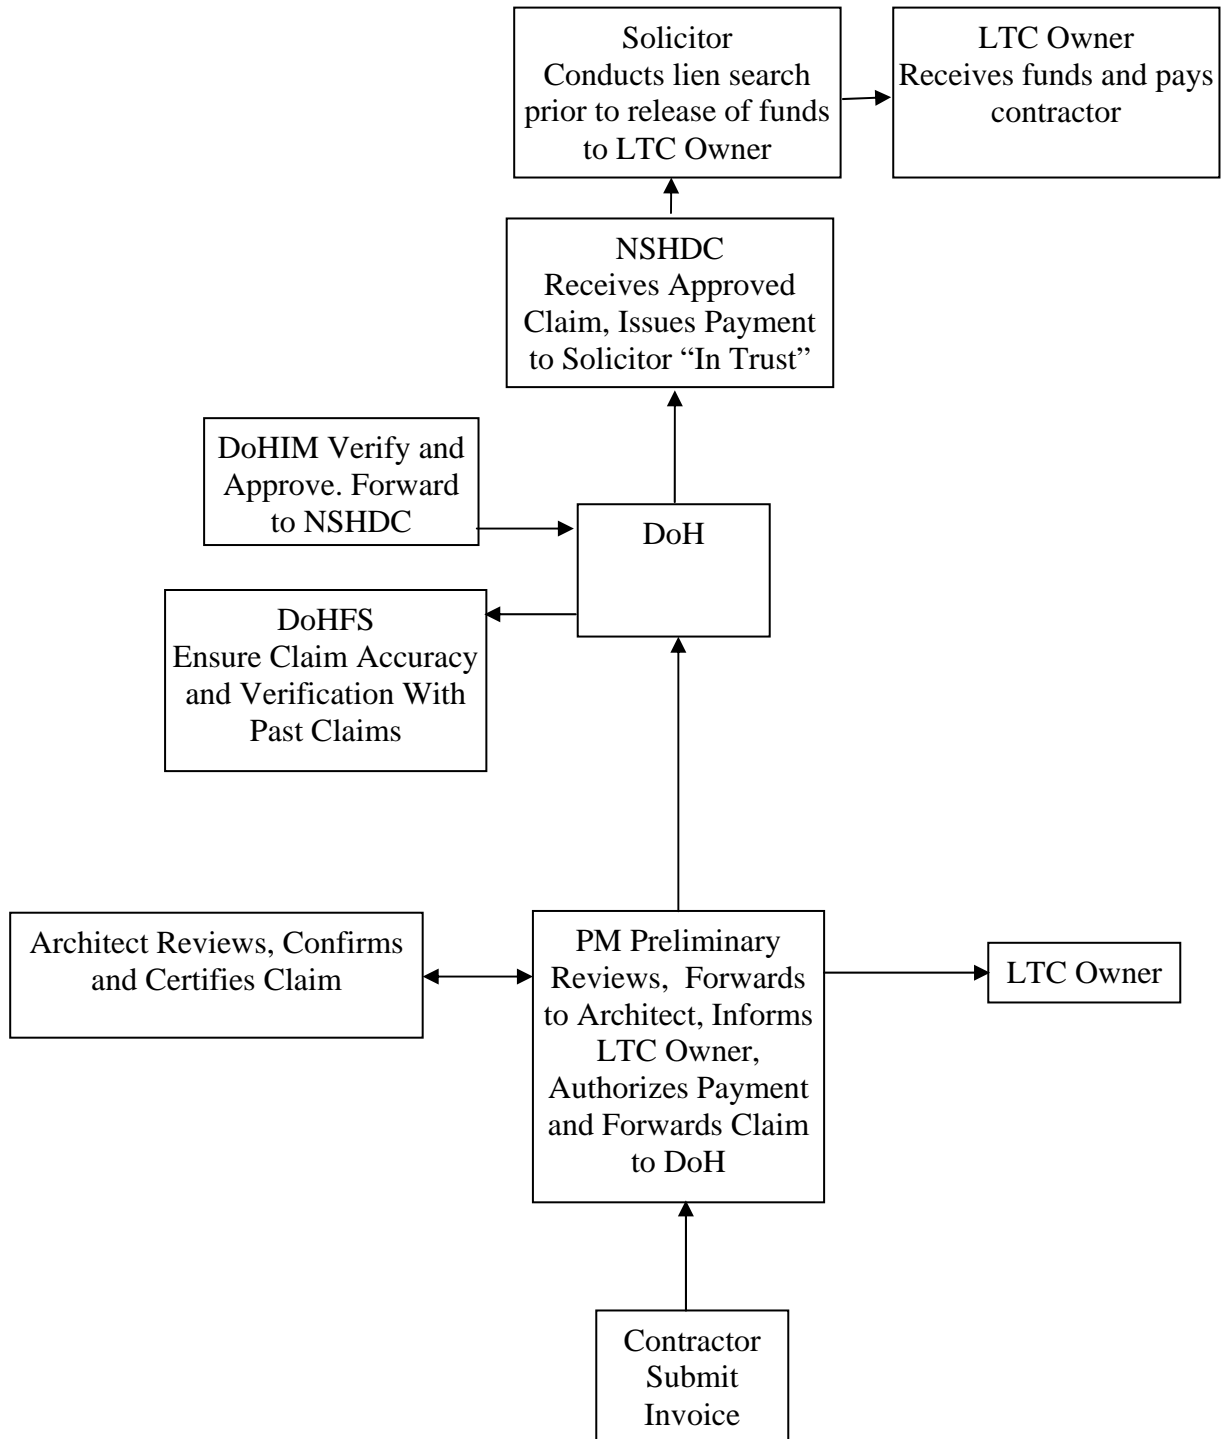 Solicitor
Conducts lien search
prior to release of funds
to LTC Owner
LTC Owner
Receives funds and pays
contractor
NSHDC
Receives Approved
Claim, Issues Payment
to Solicitor “In Trust”
DoHIM Verify and
Approve. Forward
to NSHDC
DoH
DoHFS
Ensure Claim Accuracy
and Verification With
Past Claims
Architect Reviews, Confirms
and Certifies Claim
PM Preliminary
Reviews,  Forwards
to Architect, Informs
LTC Owner,
Authorizes Payment
and Forwards Claim
to DoH
LTC Owner
Contractor
Submit
Invoice